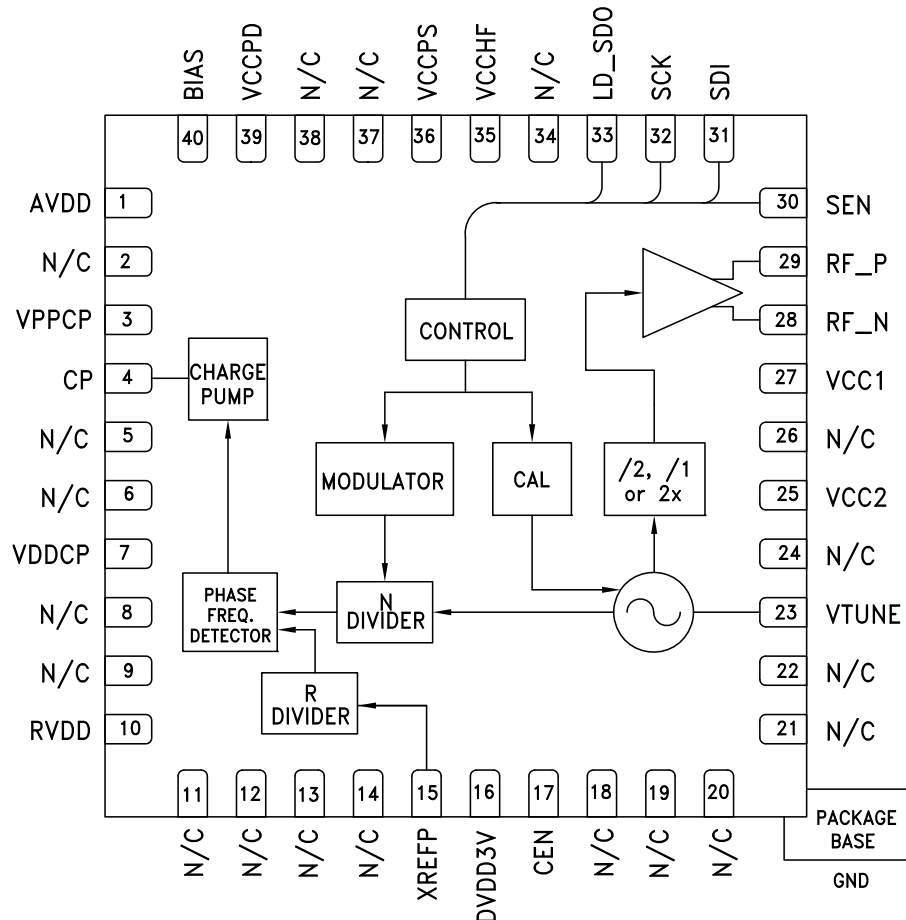 BIAS
VCCPD
N/C
N/C
VCCPS
VCCHF
N/C
LD_SDO
SCK
SDI
40
39
38
37
36
35
34
33
32
31
AVDD
1
30
SEN
N/C
2
29
RF_P
VPPCP
3
28
RF_N
CONTROL
CP
4
CHARGE
PUMP
27
VCC1
N/C
5
26
N/C
MODULATOR
CAL
/2, /1
or 2x
N/C
6
25
VCC2
VDDCP
7
24
N/C
N/C
8
PHASE
FREQ.
DETECTOR
N
DIVIDER
23
VTUNE
N/C
9
22
N/C
R
DIVIDER
RVDD
10
21
N/C
11
12
13
14
15
16
17
18
19
20
N/C
N/C
N/C
N/C
XREFP
DVDD3V
CEN
N/C
N/C
N/C
PACKAGE
BASE
GND